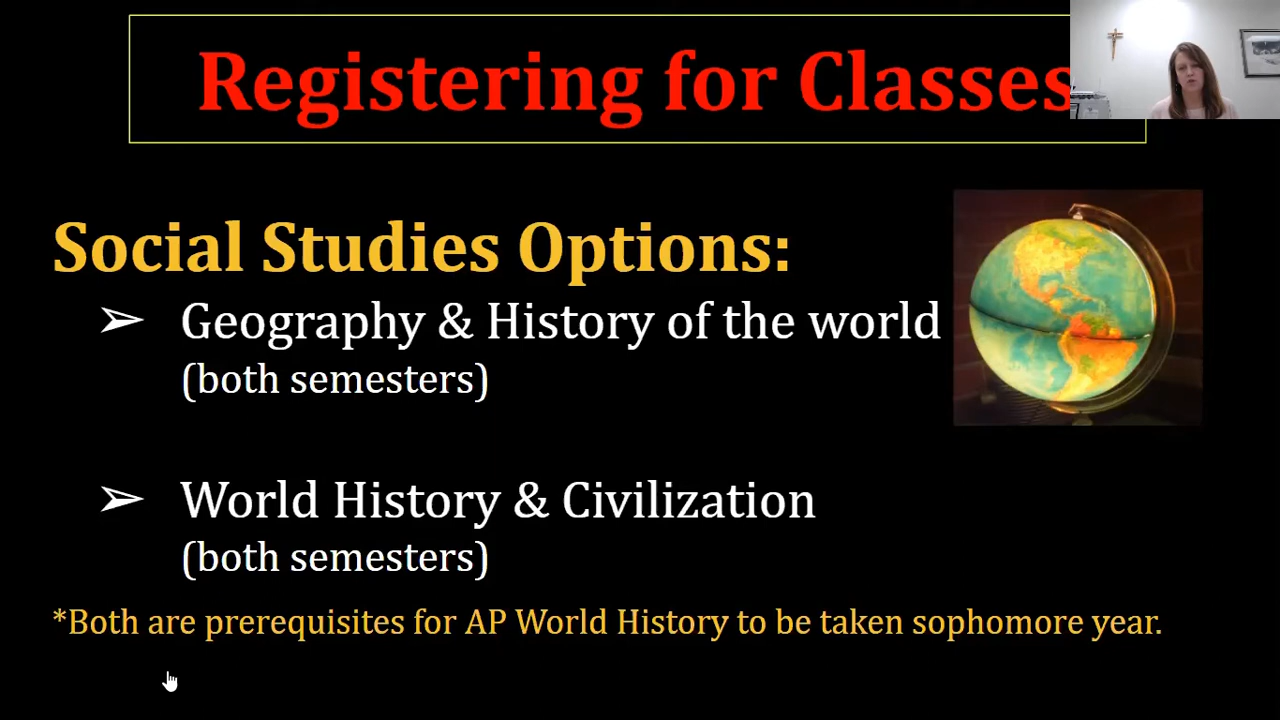 Registering for Classes
Social Studies Options:
➢ Geography & History of the world
(both semesters)
➢ World History & Civilization
(both semesters)
*Both are prerequisites for AP World History to be taken sophomore year.